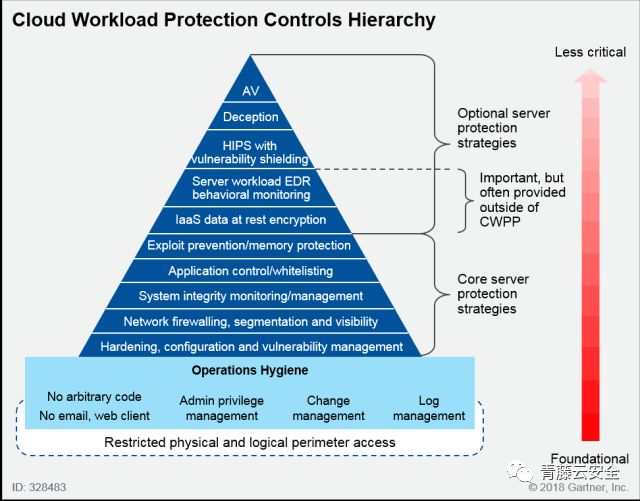 Cloud Workload Protection Controls Hierarchy
Less critical
AV
Deception
HIPS with
vulnerability shielding
Server workload EDR
behavioral monitoring
IaaS data at rest encryption
Exploit prevention/memory protection
Application control/whitelisting
System integrity monitoring/management
Network firewalling, segmentation and visibility
Hardening, configuration and vulnerability management
Optional server
protection
strategies
Important, but
often provided
outside of
CWPP
Core server
protection
strategies
Operations Hygiene
No arbitrary code
No email, web client
Admin privilege
management
Change
management
Log
management
Restricted physical and logical perimeter access
Foundational
青藤云安全
ID: 328483
© 2018 Gartner, Inc.